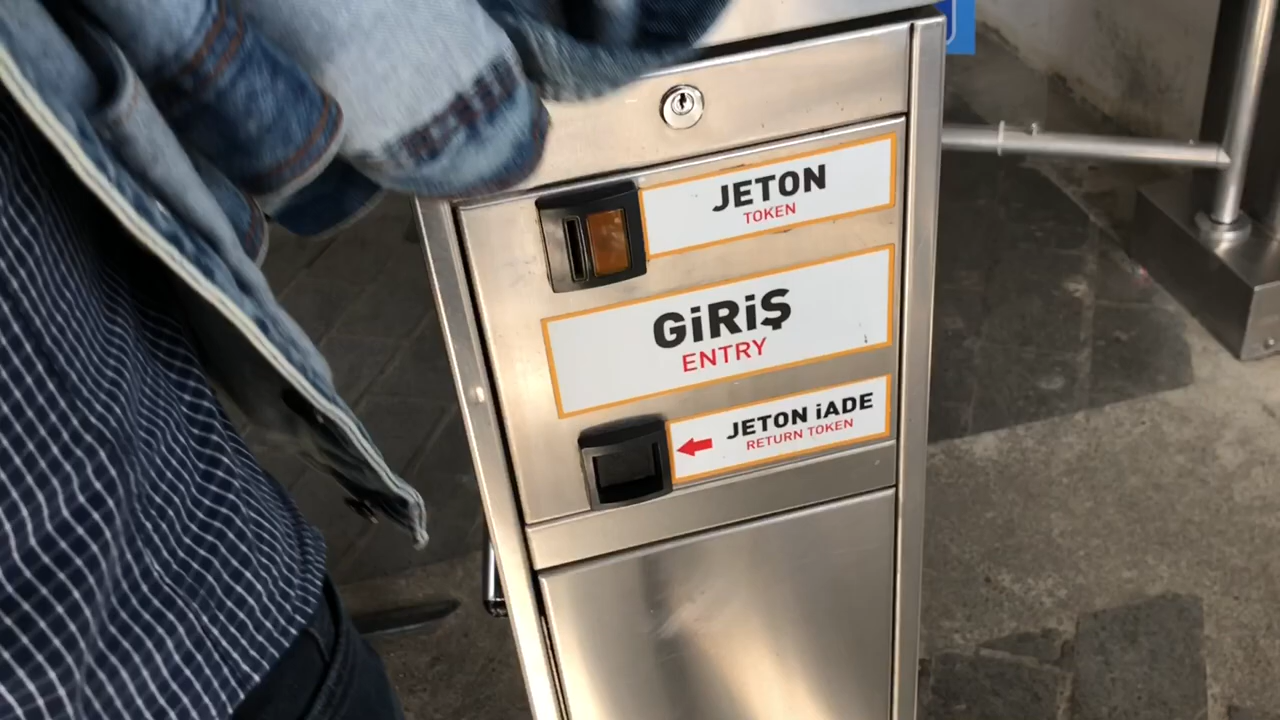 JETON
TOKEN
GiRiŞ
ENTRY
JETON iADE
RETURN TOKEN